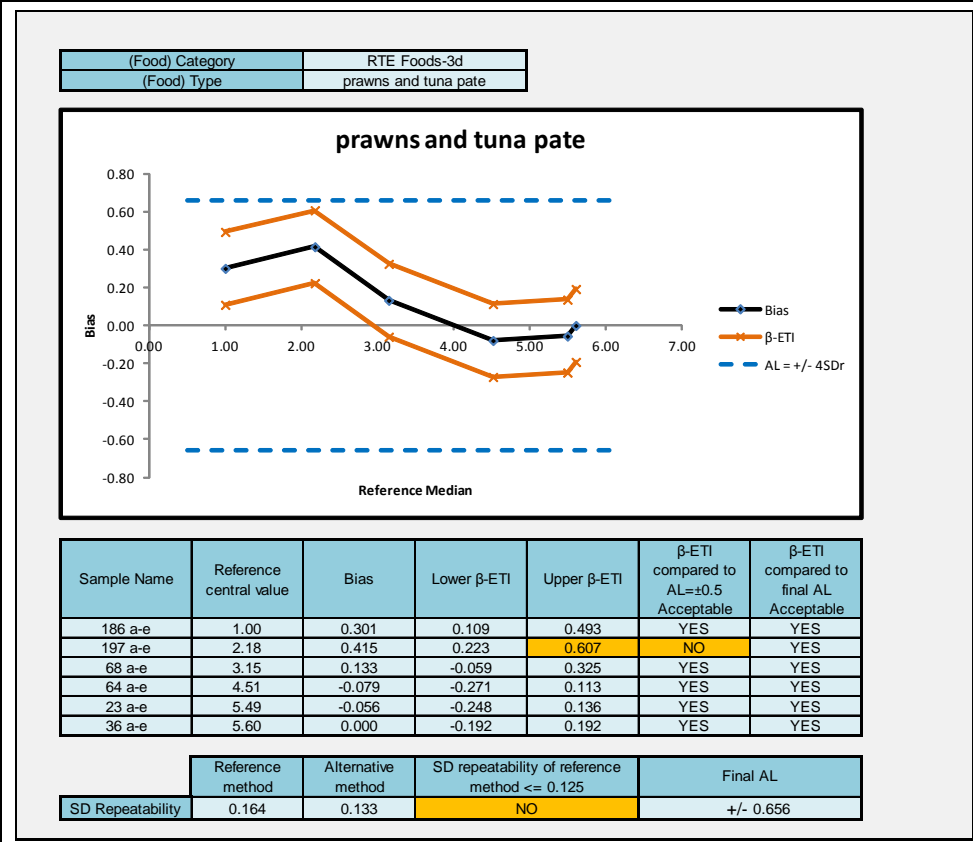 (Food) Category RTE Foods-3d
(Food) Type prawns and tuna pate
prawns and tuna pate
0.80
0.60
0.40
0.20
0.00
-0.20
-0.40
-0.60
-0.80
0.00 1.00 2.00 3.00 4.00 5.00 6.00 7.00
Bias
Reference Median
Bias
β-ETI
AL = +/- 4SDr
Sample Name Reference central value Bias Lower β-ETI Upper β-ETI β-ETI compared to AL=±0.5 Acceptable β-ETI compared to final AL Acceptable
186 a-e 1.00 0.301 0.109 0.493 YES YES
197 a-e 2.18 0.415 0.223 0.607 NO YES
68 a-e 3.15 0.133 -0.059 0.325 YES YES
64 a-e 4.51 -0.079 -0.271 0.113 YES YES
23 a-e 5.49 -0.056 -0.248 0.136 YES YES
36 a-e 5.60 0.000 -0.192 0.192 YES YES
Reference method Alternative method SD repeatability of reference method <= 0.125 Final AL
SD Repeatability 0.164 0.133 NO +/- 0.656